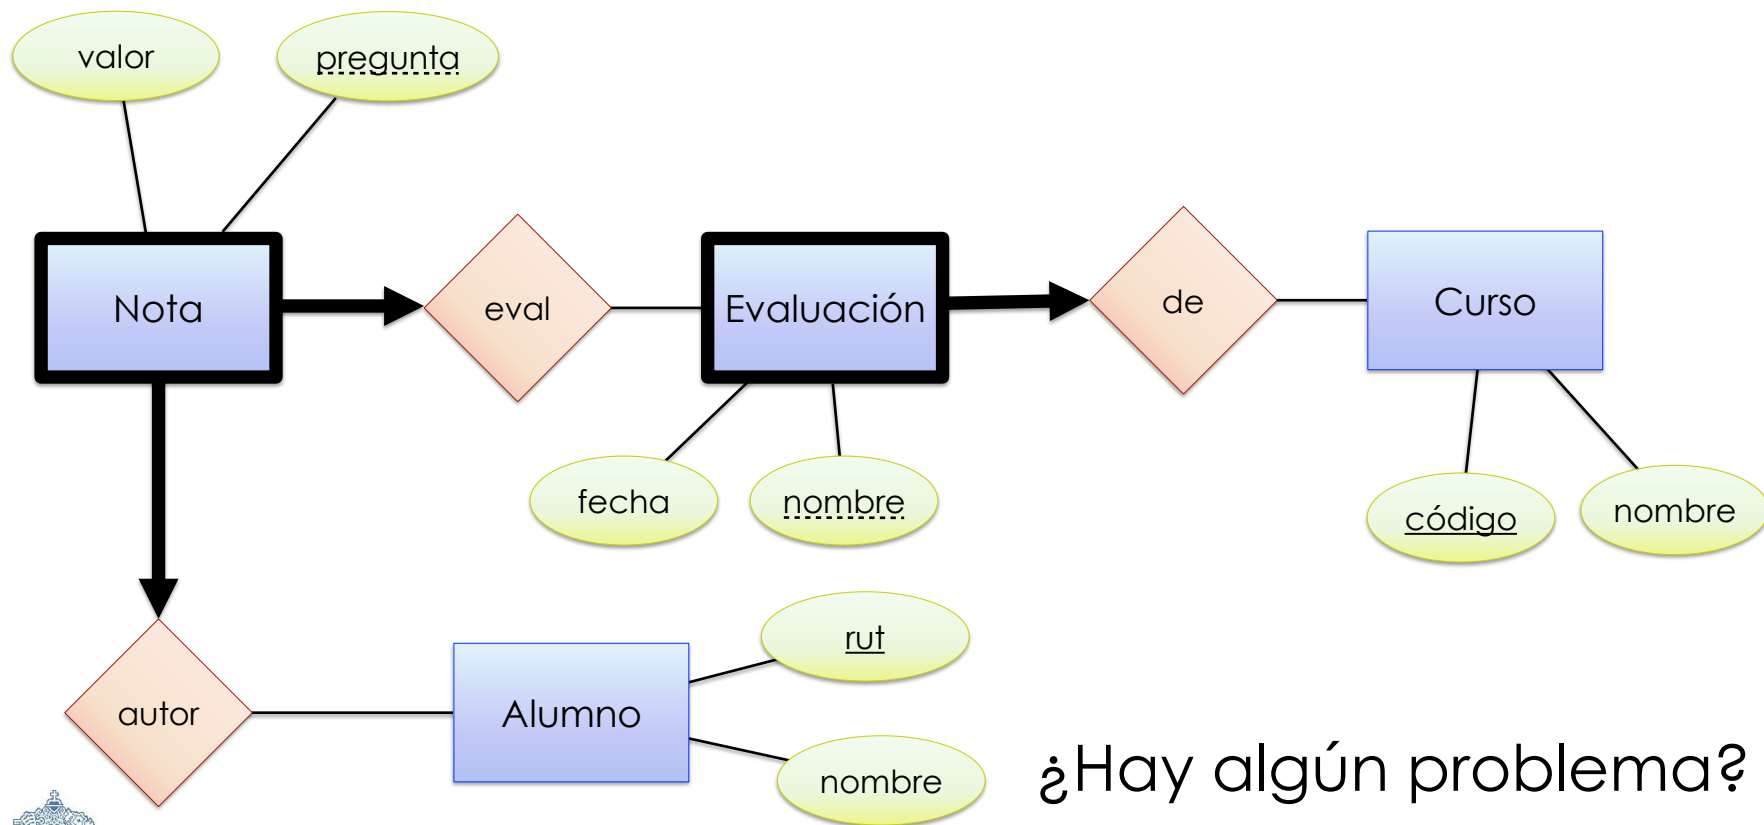 valor
pregunta
Nota
eval
Evaluación
de
Curso
fecha
nombre
código
nombre
rut
autor
Alumno
nombre
¿Hay algún problema?